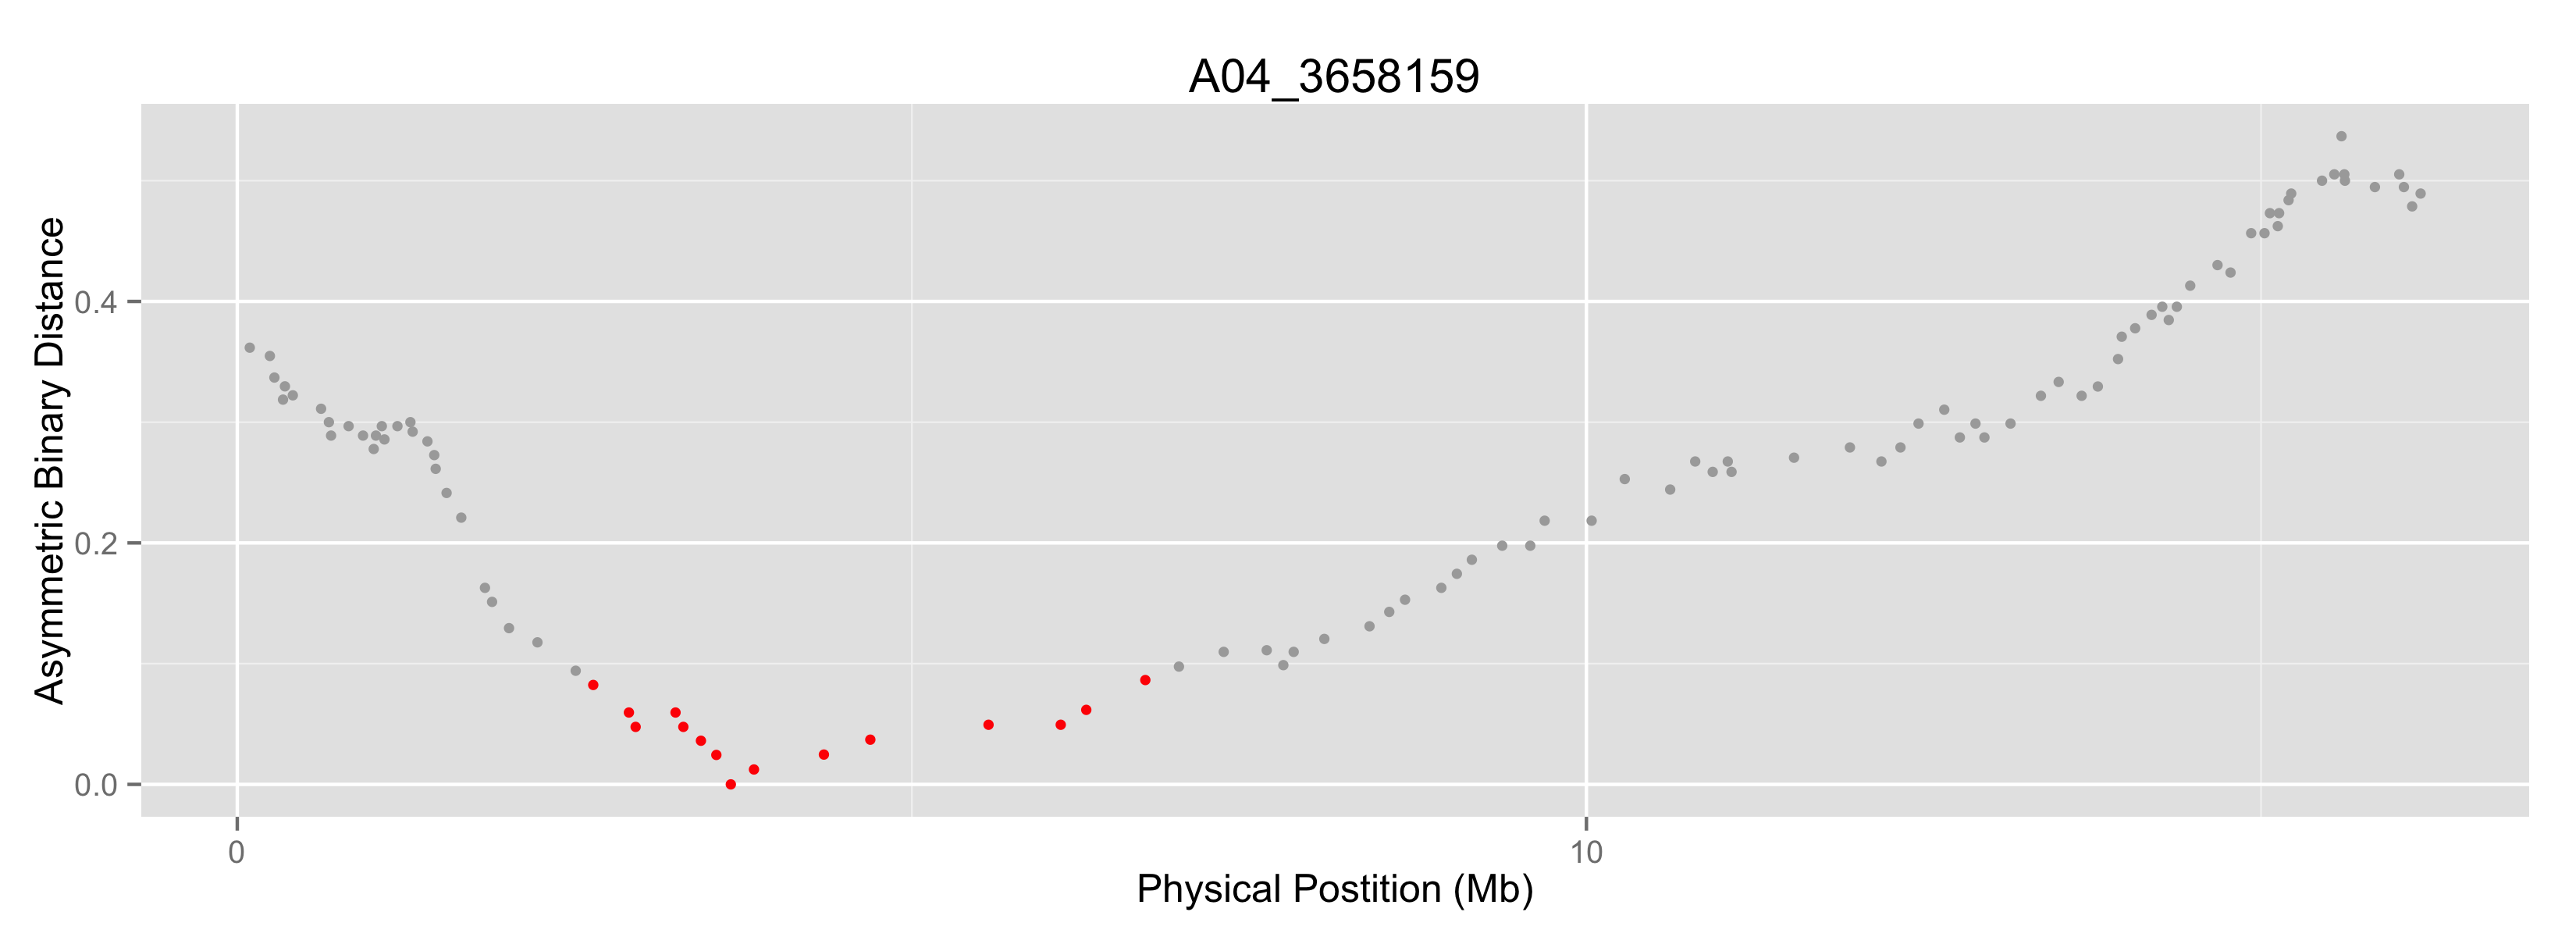 A04_3658159
Asymmetric Binary Distance
0.4
0.2
0.0
0
10
Physical Postition (Mb)